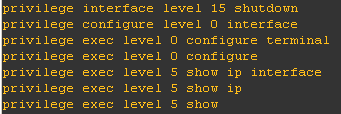 privilege interface level 15 shutdown
privilege configure level 0 interface
privilege exec level 0 configure terminal
privilege exec level 0 configure
privilege exec level 5 show ip interface
privilege exec level 5 show ip
privilege exec level 5 show